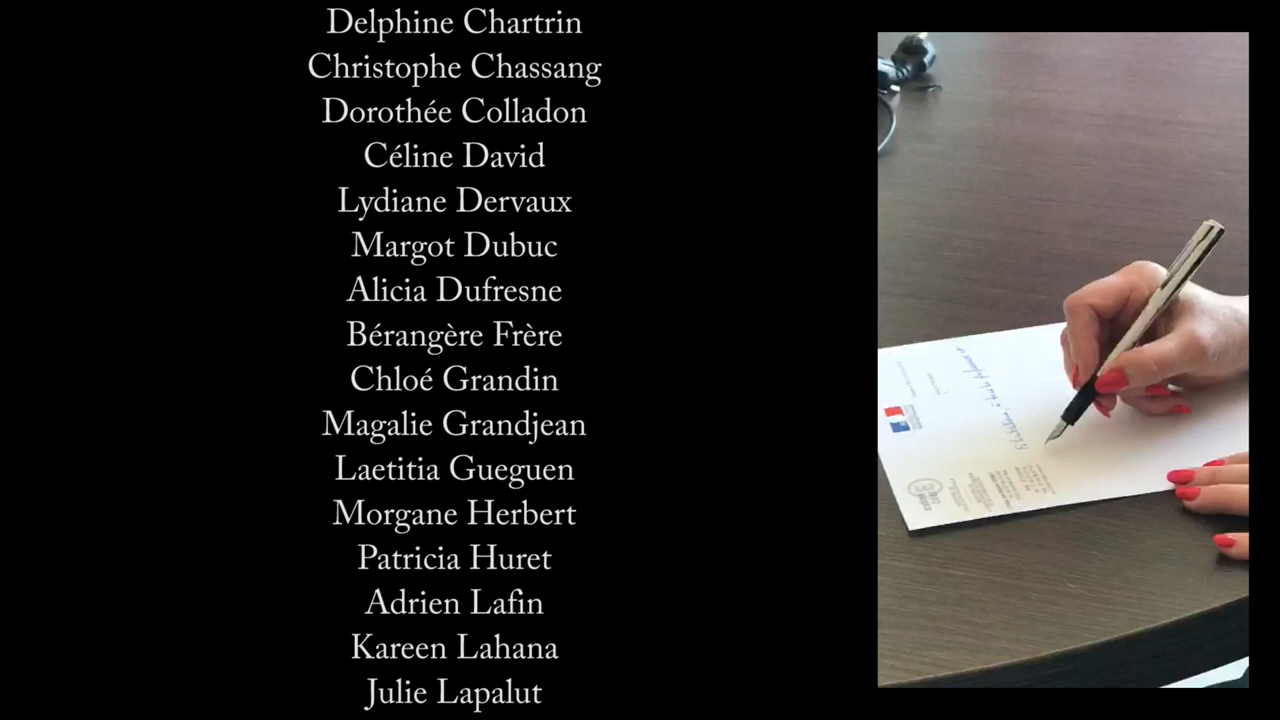 Delphine Chartrin
Christophe Chassang
Dorothée Colladon
Céline David
Lydiane Dervaux
Margot Dubuc
Alicia Dufresne
Bérangère Frère
Chloé Grandin
Magalie Grandjean
Laetitia Gueguen
Morgane Herbert
Patricia Huret
Adrien Lafin
Kareen Lahana
Julie Lapalut